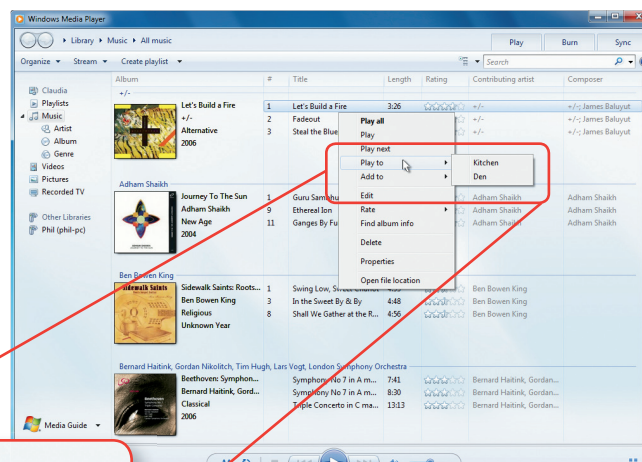 Windows Media Player
Library Music All music
Play Burn Sync
Organize Stream Create playlist Search
Album # Title Length Rating Contributing artist Composer
Claudia
Playlists
Music
Artist
Album
Genre
Videos
Pictures
Recorded TV
Other Libraries
Phil (phil-pc)
Media Guide
+/-
Let's Build a Fire 1 Let's Build a Fire 3:26 +/- +/-; James Baluyut
+/- 2 Fadeout +/- +/-; James Baluyut
Alternative 3 Steal the Blue +/- +/-; James Baluyut
2006
Play all
Play
Play next
Play to
Add to
Edit
Rate
Find album info
Delete
Properties
Open file location
Kitchen
Den
Adham Shaikh
Journey To The Sun 1 Guru Adham Shaikh Adham Shaikh
Adham Shaikh 9 Ethereal Ion Adham Shaikh Adham Shaikh
New Age 11 Ganges By Adham Shaikh Adham Shaikh
2004
Ben Bowen King
Sidewalk Saints
Sidewalk Saints: Roots... 1 Swing Low, Ben Bowen King
Ben Bowen King 3 In the Sweet By & By 4:48 Ben Bowen King
Religious 8 Shall We Gather at the R... 4:56 Ben Bowen King
Unknown Year
Bernard Haitink, Gordan Nikolitch, Tim Hugh, Lars Vogt, London Symphony Orchestra
Beethoven: Symphon... Symphony No 7 in A m... 7:41 Bernard Haitink, Gordan...
Bernard Haitink, Gord... Symphony No 7 in A m... 8:30 Bernard Haitink, Gordan...
Classical Triple Concerto in C ma... 13:13 Bernard Haitink, Gordan...
2006